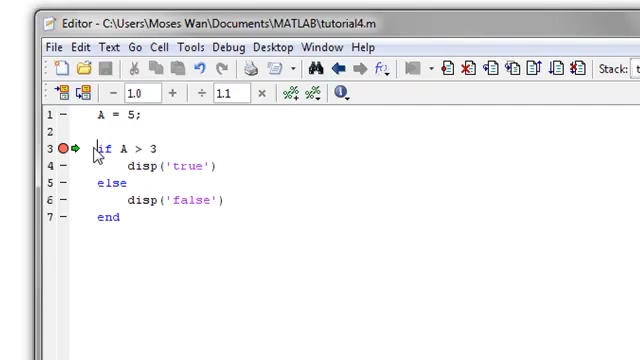 Editor - C:\Users\Moses Wan\Documents\MATLAB\tutorial4.m
File Edit Text Go Cell Tools Debug Desktop Window Help
Stack:
- 1.0 + ÷ 1.1 ×
1 - A = 5;
2
3 if A > 3
4 - disp('true')
5 - else
6 - disp('false')
7 - end